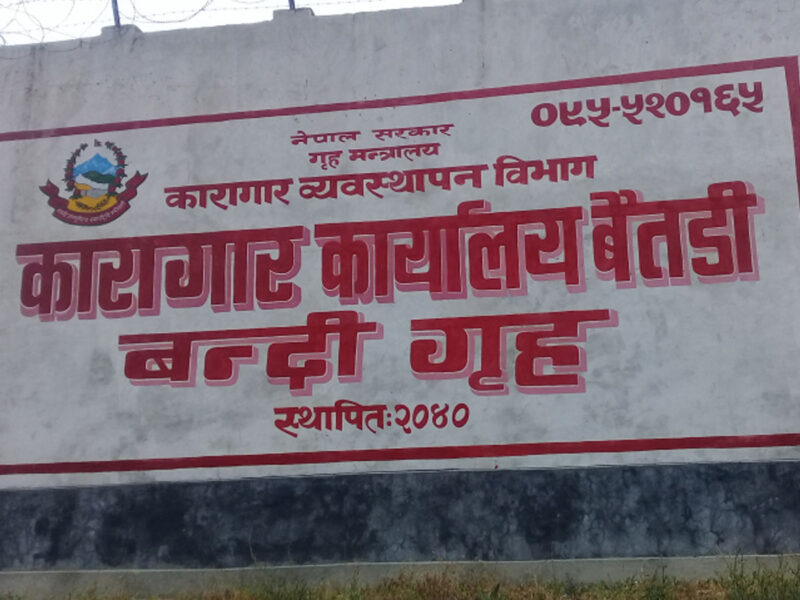 ०९५-५२०१६५
नेपाल सरकार
गृह मन्त्रालय
कारागार व्यवस्थापन विभाग
कारागार कार्यालय बैतडी
बन्दी गृह
स्थापितः२०४०